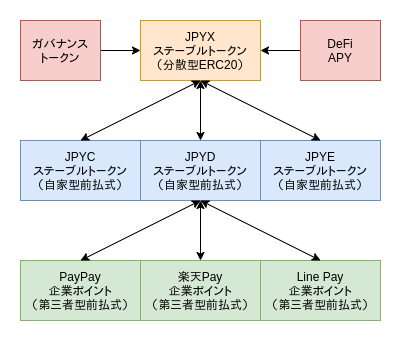 ガバナンス
トークン
JPYX
ステーブルトークン
（分散型ERC20）
DeFi
APY
JPYC
ステーブルトークン
（自家型前払式）
JPYD
ステーブルトークン
（自家型前払式）
JPYE
ステーブルトークン
（自家型前払式）
PayPay
企業ポイント
（第三者型前払式）
楽天Pay
企業ポイント
（第三者型前払式）
Line Pay
企業ポイント
（第三者型前払式）